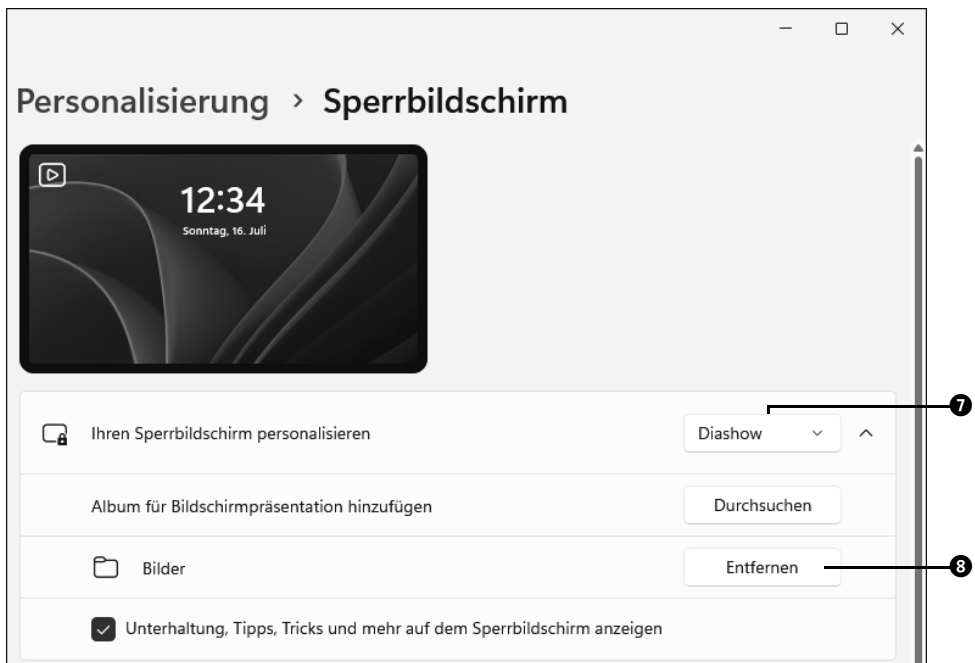 Personalisierung > Sperrbildschirm
12:34
Sonntag, 16. Juli
Ihren Sperrbildschirm personalisieren Diashow
7
Album für Bildschirmpräsentation hinzufügen Durchsuchen
Bilder Entfernen
8
Unterhaltung, Tipps, Tricks und mehr auf dem Sperrbildschirm anzeigen